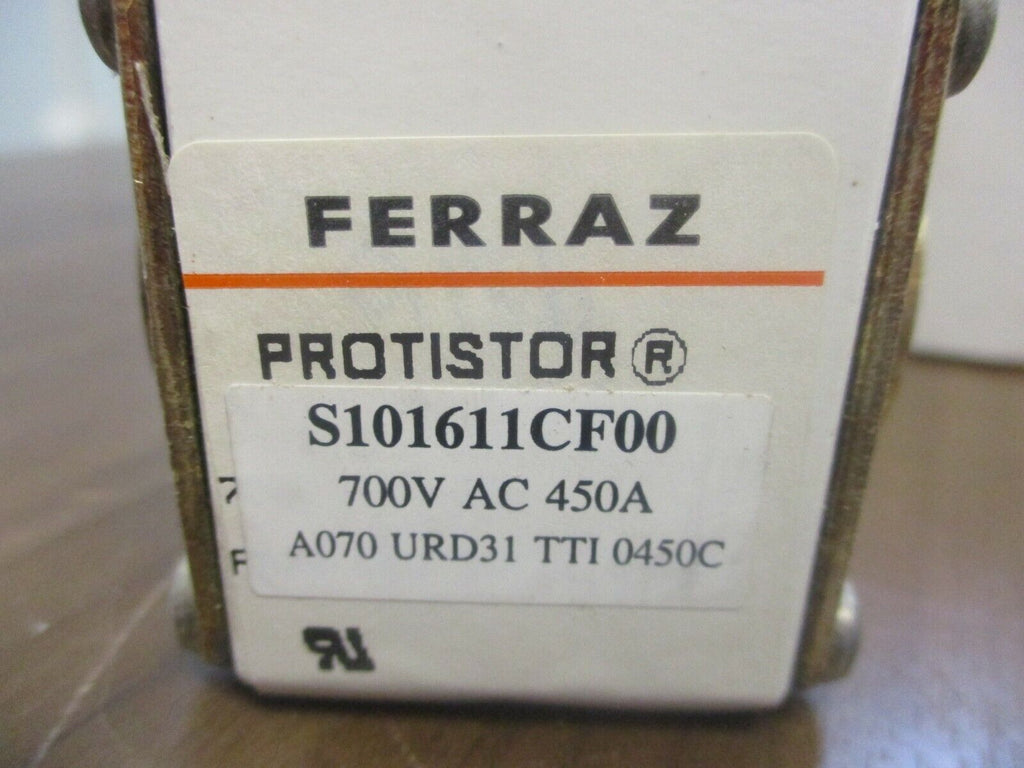 FERRAZ
PROTISTOR®
S101611CF00
700V AC 450A
A070 URD31 TTI 0450C